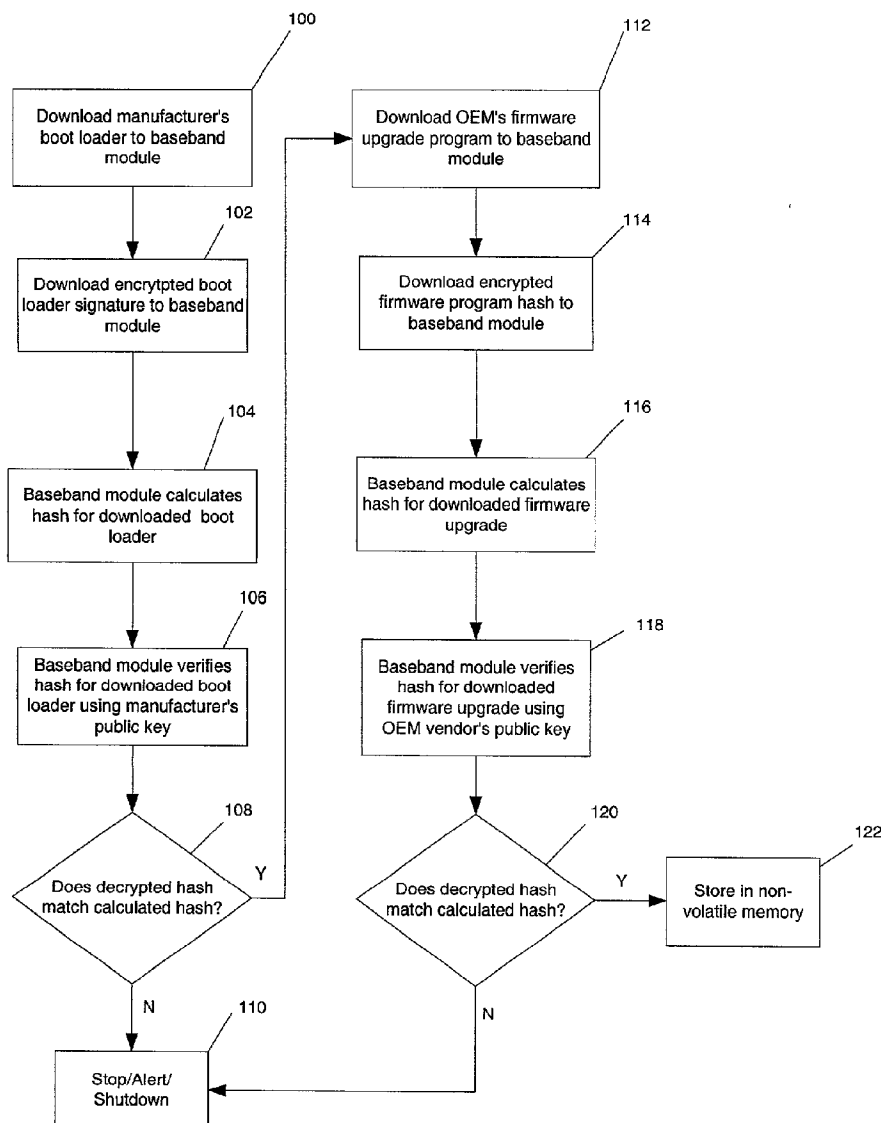 100
Download manufacturer's
boot loader to baseband
module
102
Download encrytpted boot
loader signature to baseband
module
104
Baseband module calculates
hash for downloaded boot
loader
106
Baseband module verifies
hash for downloaded boot
loader using manufacturer's
public key
108
Does decrypted hash
match calculated hash?
Y
N
110
Stop/Alert/
Shutdown
112
Download OEM's firmware
upgrade program to baseband
module
114
Download encrypted
firmware program hash to
baseband module
116
Baseband module calculates
hash for downloaded firmware
upgrade
118
Baseband module verifies
hash for downloaded
firmware upgrade using
OEM vendor's public key
120
Does decrypted hash
match calculated hash?
Y
N
122
Store in non-
volatile memory